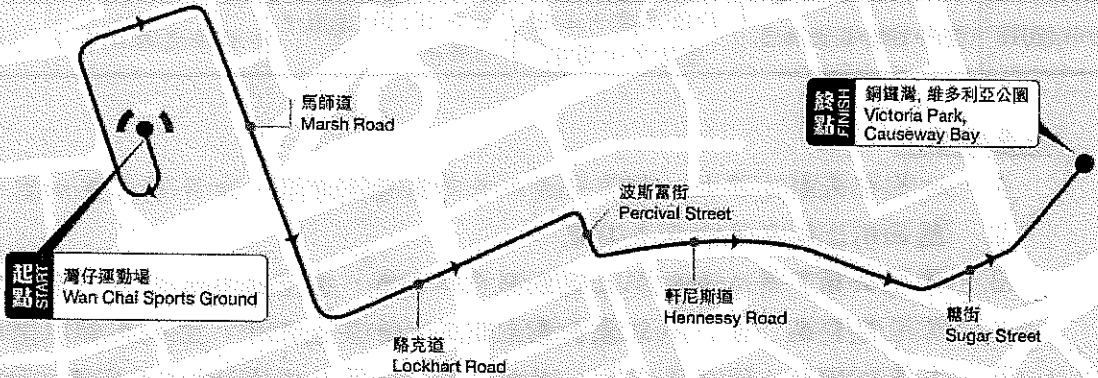 馬師道
Marsh Road
終點
FINISH
銅鑼灣, 維多利亞公園
Victoria Park,
Causeway Bay
波斯富街
Percival Street
起點
START
灣仔運動場
Wan Chai Sports Ground
軒尼斯道
Hennessy Road
糖街
Sugar Street
駱克道
Lockhart Road